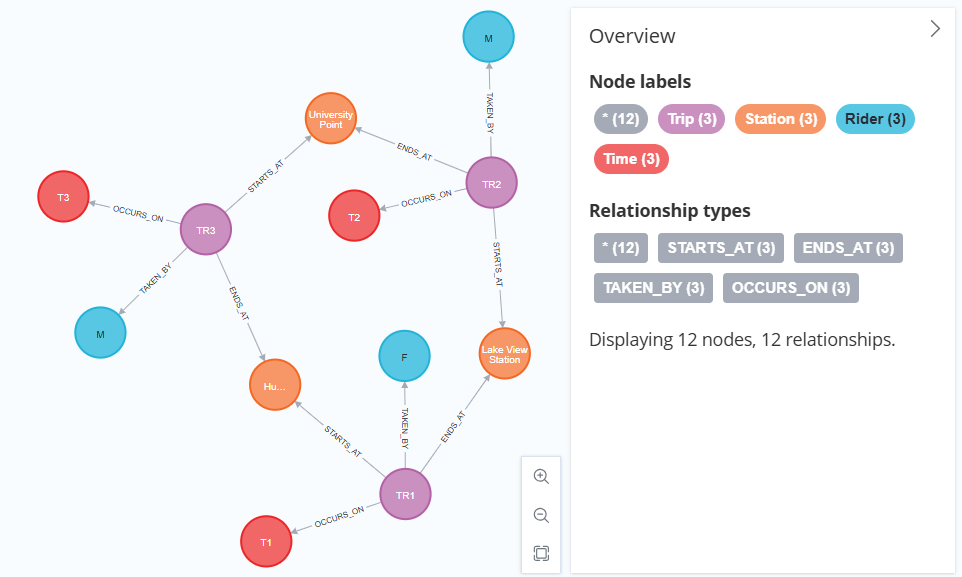 M
University
Point
TAKEN_BY
ENDS_AT
STARTS_AT
TR2
T3
OCCURS_ON
OCCURS_ON
T2
TR3
TAKEN_BY
STARTS_AT
ENDS_AT
M
Lake View
Station
F
Hu...
TAKEN_BY
ENDS_AT
STARTS_AT
TR1
OCCURS_ON
T1
Overview
Node labels
* (12) Trip (3) Station (3) Rider (3)
Time (3)
Relationship types
* (12) STARTS_AT (3) ENDS_AT (3)
TAKEN_BY (3) OCCURS_ON (3)
Displaying 12 nodes, 12 relationships.